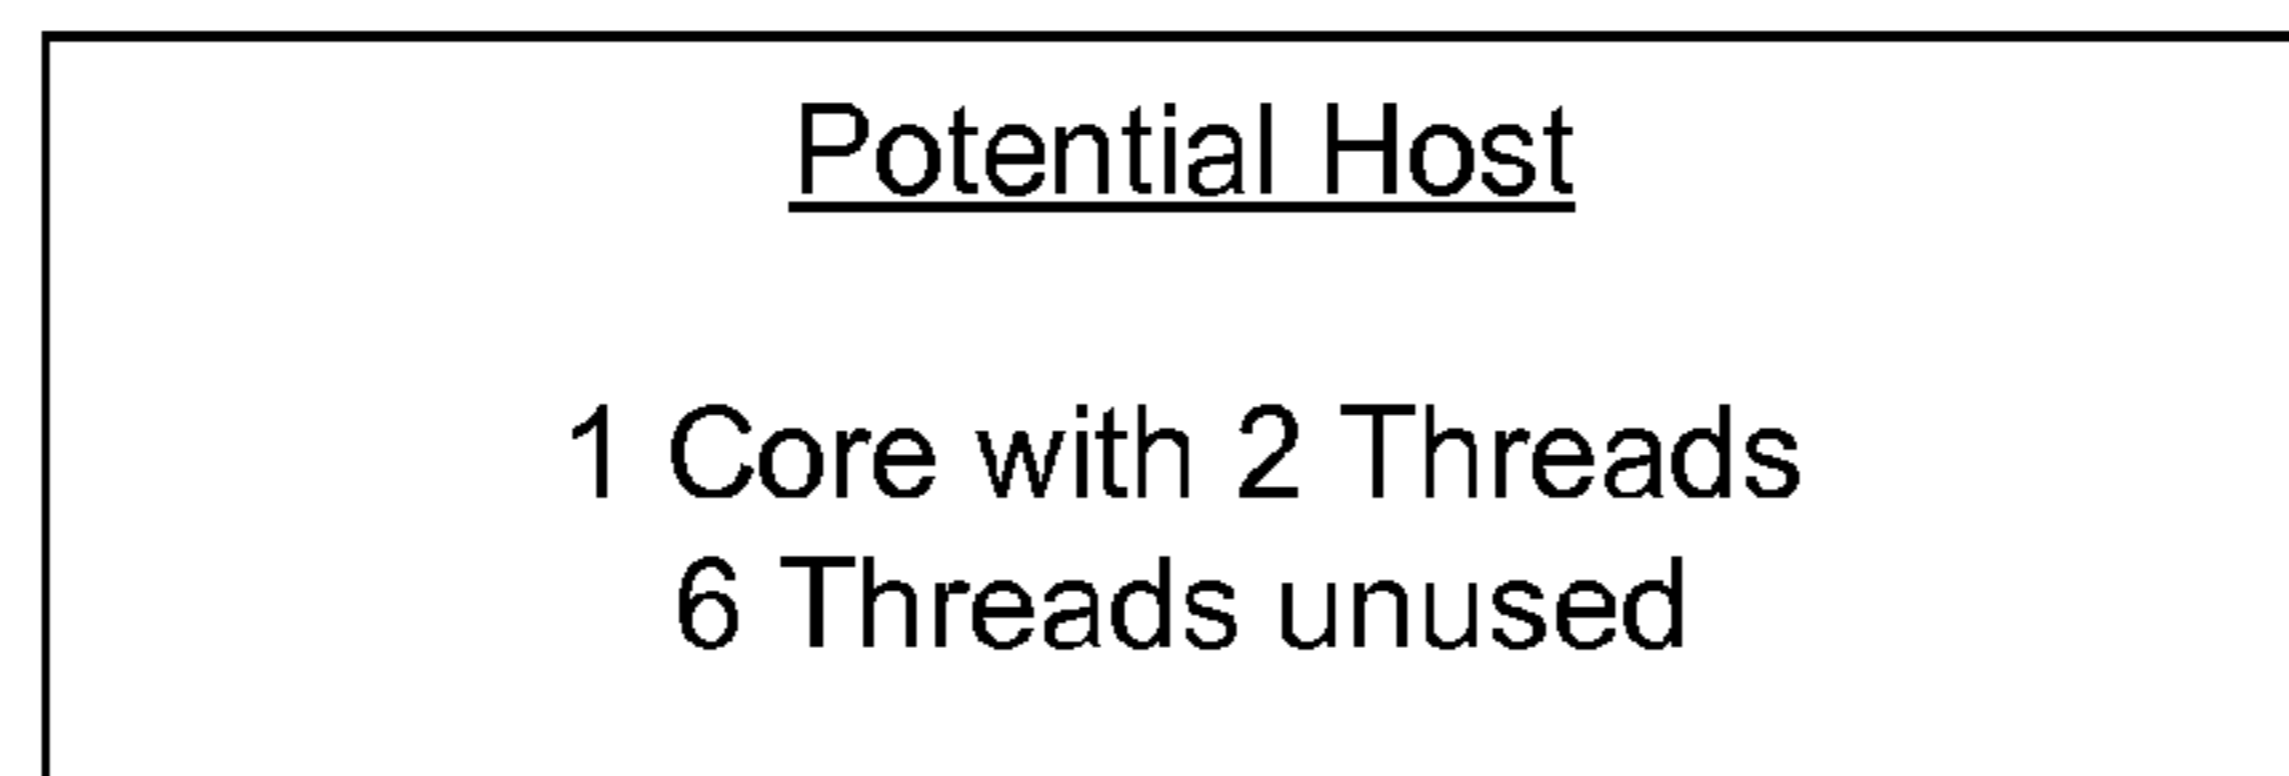 Potential Host
1 Core with 2 Threads
6 Threads unused